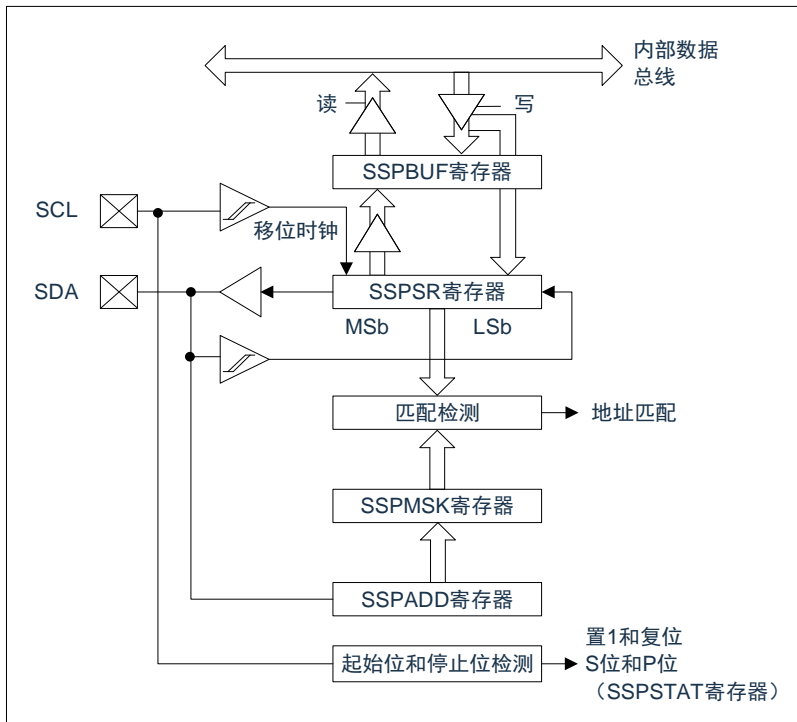 内部数据
总线
读
写
SSPBUF寄存器
SCL
移位时钟
SDA
SSPSR寄存器
MSb
LSb
匹配检测
地址匹配
SSPMSK寄存器
SSPADD寄存器
起始位和停止位检测
置1和复位
S位和P位
（SSPSTAT寄存器）